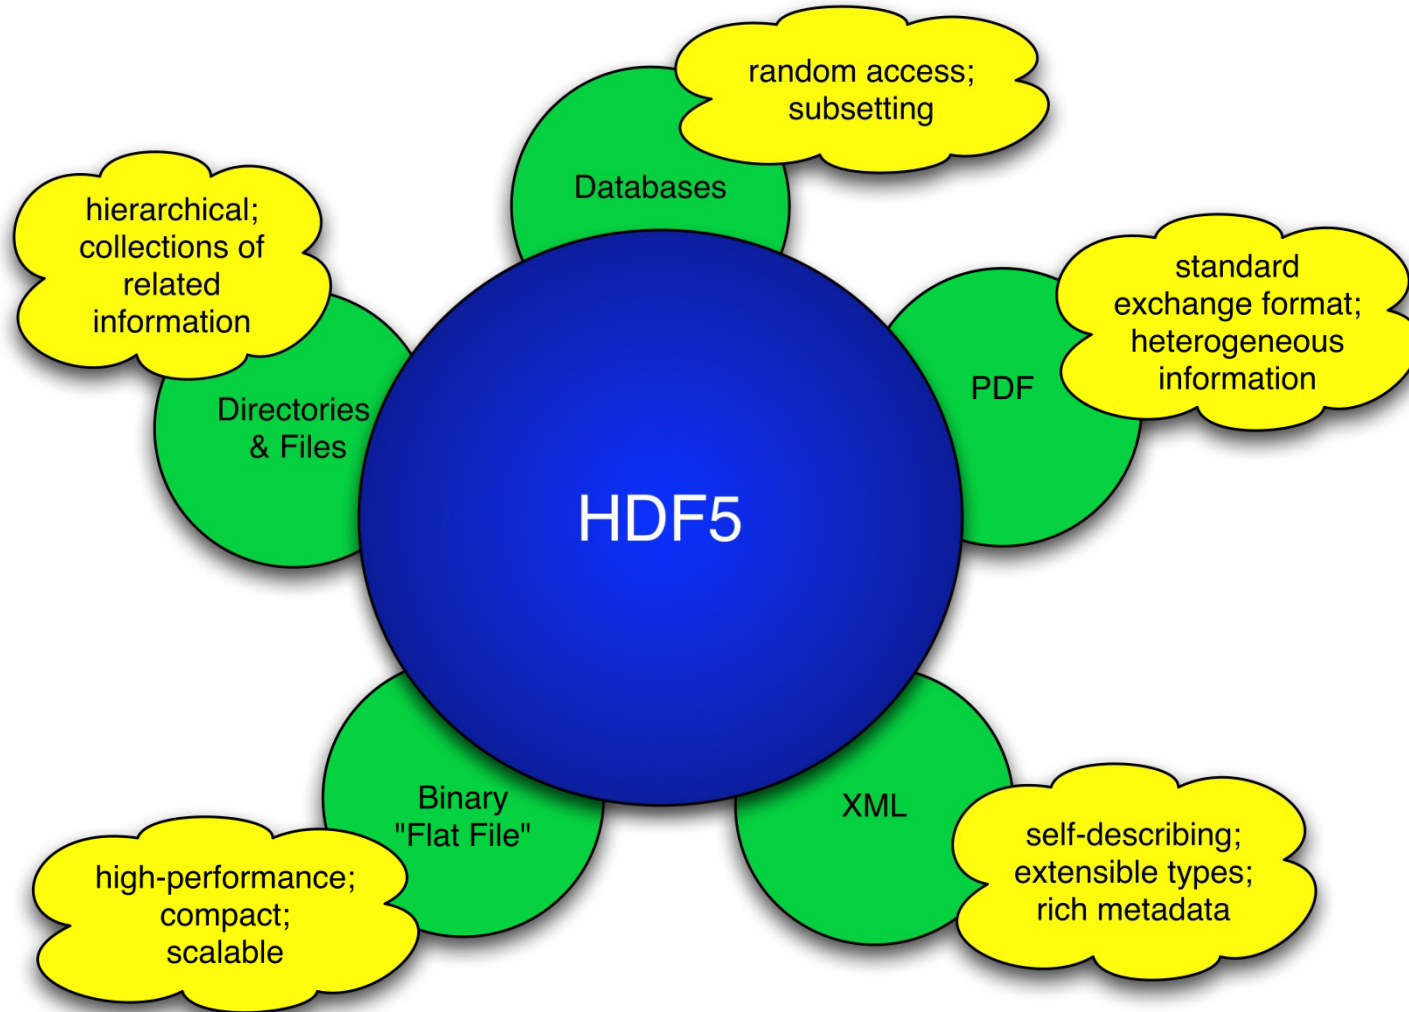 random access;
subsetting
Databases
hierarchical;
collections of
related
information
Directories
& Files
standard
exchange format;
heterogeneous
information
PDF
HDF5
Binary
"Flat File"
high-performance;
compact;
scalable
XML
self-describing;
extensible types;
rich metadata